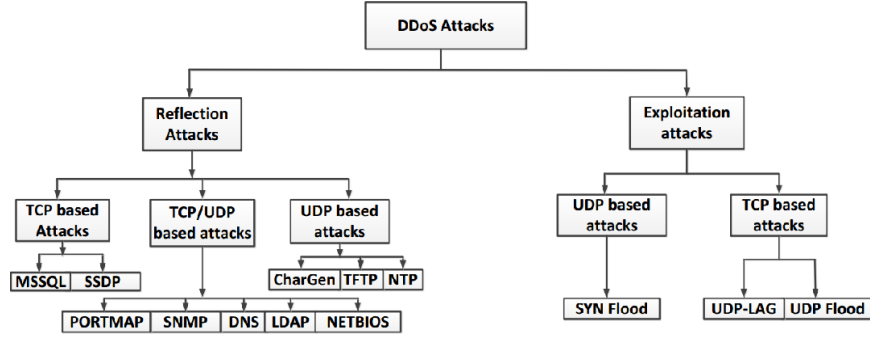 DDoS Attacks
Reflection
Attacks
Exploitation
attacks
TCP based
Attacks
TCP/UDP
based attacks
UDP based
attacks
UDP based
attacks
TCP based
attacks
MSSQL
SSDP
CharGen
TFTP
NTP
SYN Flood
UDP-LAG
UDP Flood
PORTMAP
SNMP
DNS
LDAP
NETBIOS